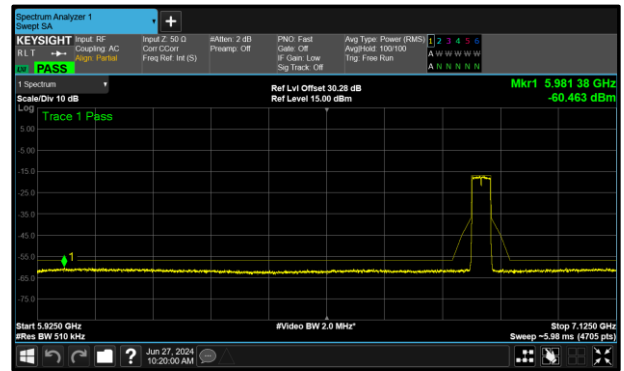 Spectrum Analyzer 1
Swept SA
+
KEYSIGHT Input: RF Input Z: 50 Ω #Atten: 2 dB PNO: Fast Avg Type: Power (RMS) 1 2 3 4 5 6
RLT Coupling: AC Corr CCorr Preamp: Off Gate: Off Avg|Hold: 100/100 A W W W W W
Align: Partial Freq Ref: Int (S) IF Gain: Low Trig: Free Run
PASS Sig Track: Off A N N N N N
1 Spectrum Ref Lvl Offset 30.28 dB Mkr1 5.981 38 GHz
Scale/Div 10 dB Ref Level 15.00 dBm -60.463 dBm
Log
Trace 1 Pass
5.00
-5.00
-15.0
-25.0
-35.0
-45.0
-55.0
1
-65.0
-75.0
Start 5.9250 GHz #Video BW 2.0 MHz* Stop 7.1250 GHz
#Res BW 510 kHz Sweep ~5.98 ms (4705 pts)
? Jun 27, 2024
10:20:00 AM